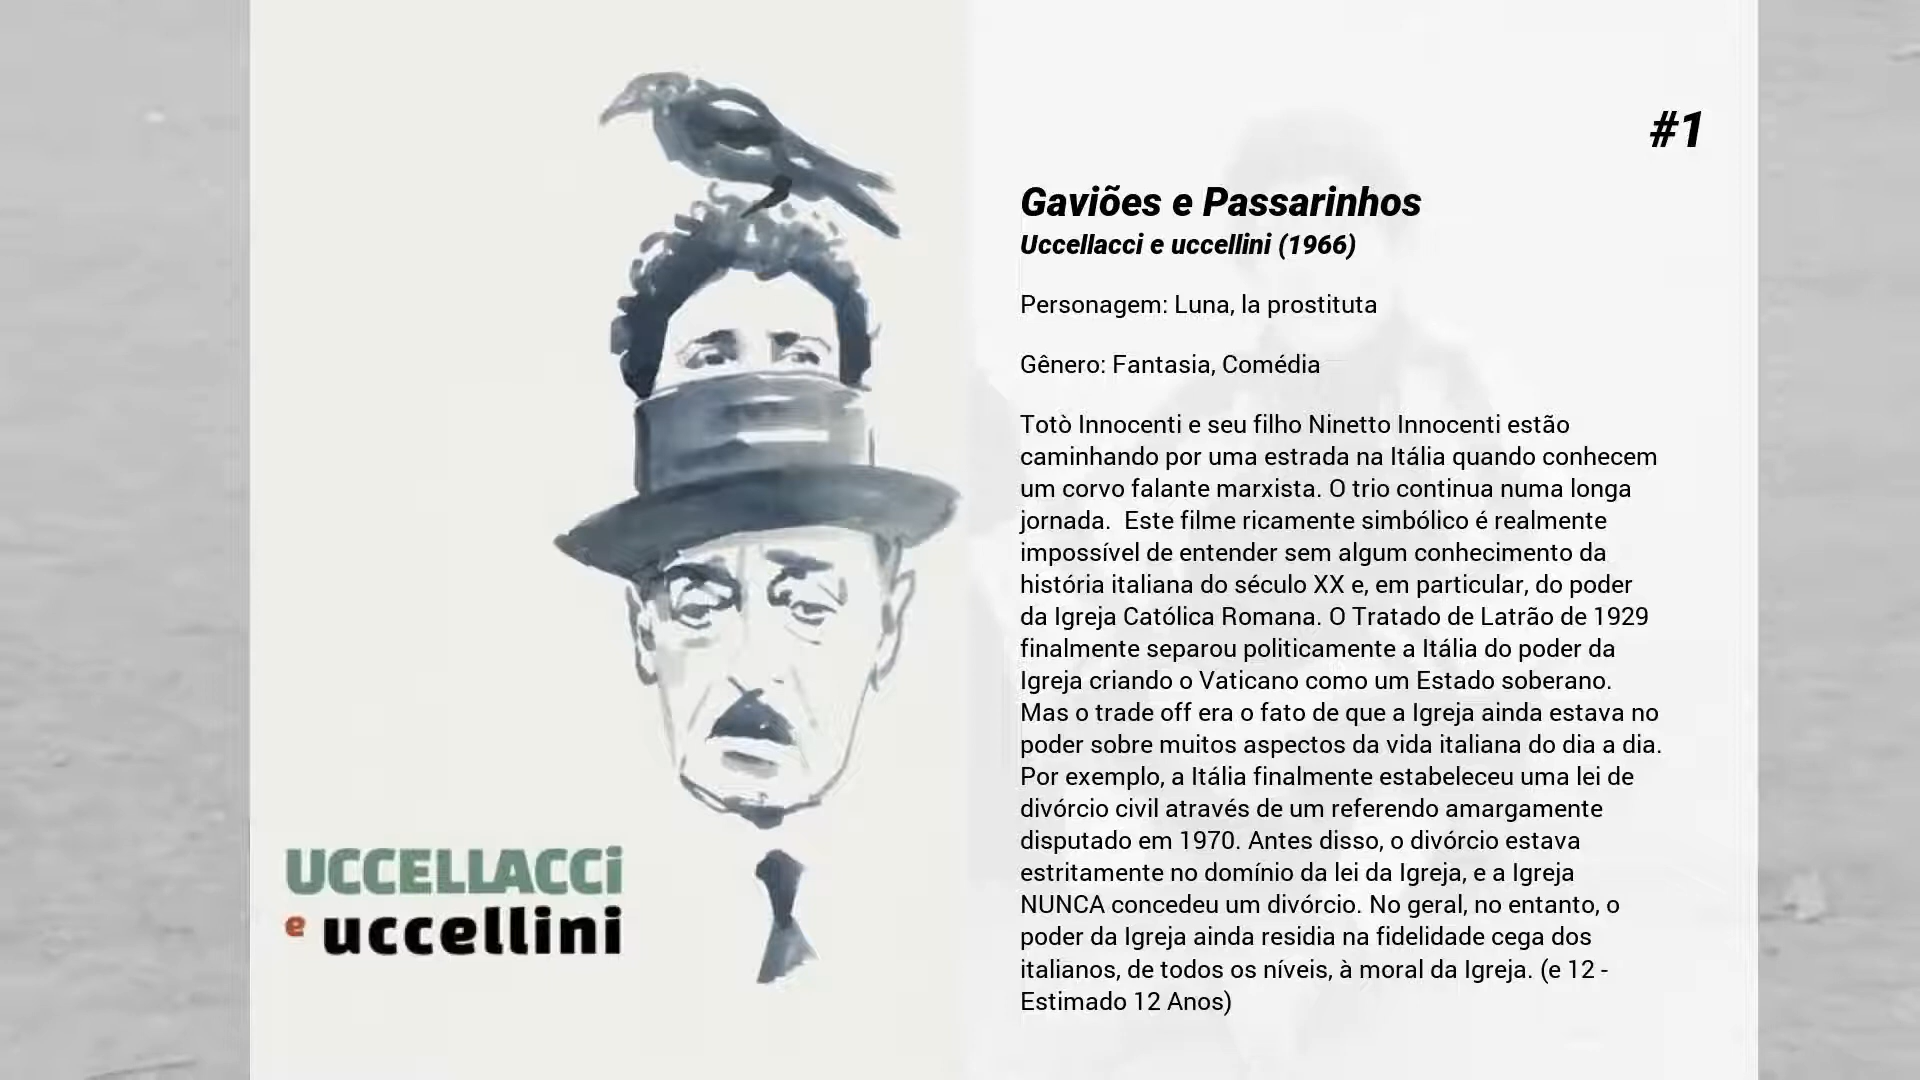 #1
Gaviões e Passarinhos
Uccellacci e uccellini (1966)
Personagem: Luna, la prostituta
Gênero: Fantasia, Comédia
Totò Innocenti e seu filho Ninetto Innocenti estão
caminhando por uma estrada na Itália quando conhecem
um corvo falante marxista. O trio continua numa longa
jornada.  Este filme ricamente simbólico é realmente
impossível de entender sem algum conhecimento da
história italiana do século XX e, em particular, do poder
da Igreja Católica Romana. O Tratado de Latrão de 1929
finalmente separou politicamente a Itália do poder da
Igreja criando o Vaticano como um Estado soberano.
Mas o trade off era o fato de que a Igreja ainda estava no
poder sobre muitos aspectos da vida italiana do dia a dia.
Por exemplo, a Itália finalmente estabeleceu uma lei de
divórcio civil através de um referendo amargamente
disputado em 1970. Antes disso, o divórcio estava
estritamente no domínio da lei da Igreja, e a Igreja
NUNCA concedeu um divórcio. No geral, no entanto, o
poder da Igreja ainda residia na fidelidade cega dos
italianos, de todos os níveis, à moral da Igreja. (e 12 -
Estimado 12 Anos)
UCCELLACCi
e uccellini